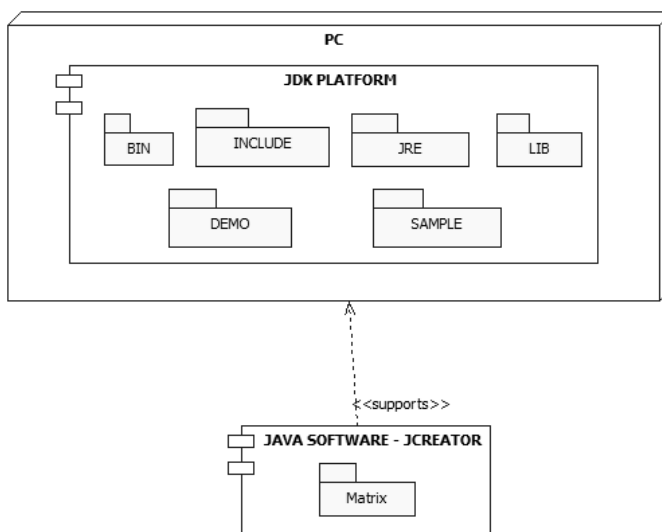 PC
JDK PLATFORM
BIN
INCLUDE
JRE
LIB
DEMO
SAMPLE
<<supports>>
JAVA SOFTWARE - JCREATOR
Matrix